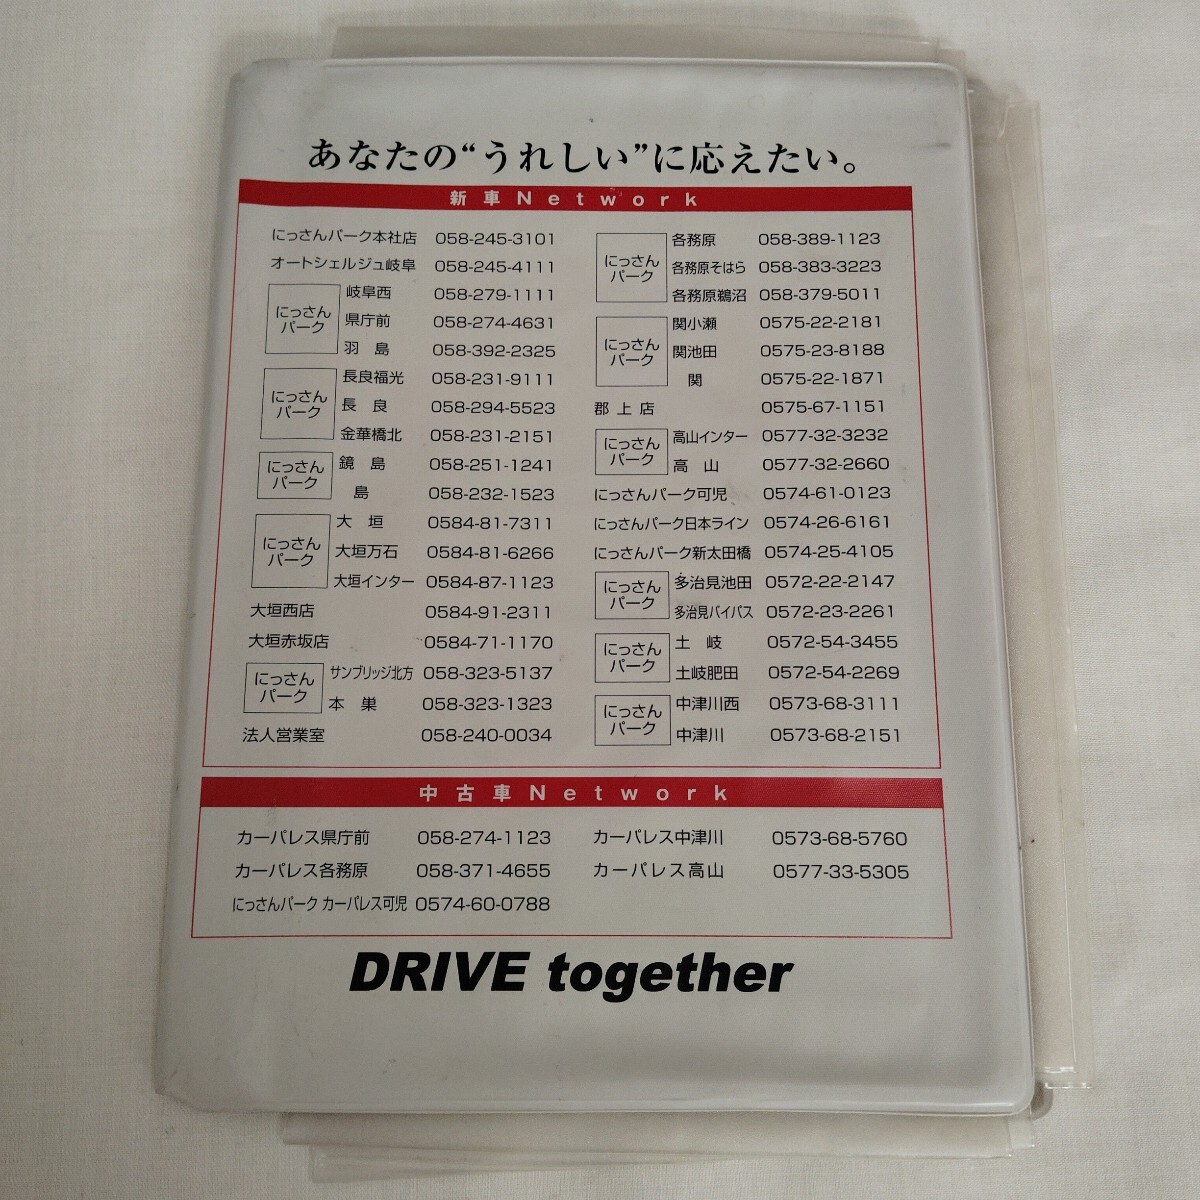 あなたの“うれしい”に応えたい。
新車Network
にっさんパーク本社店 058-245-3101
オートシェルジュ岐阜 058-245-4111
にっさん
パーク
岐阜西 058-279-1111
県庁前 058-274-4631
羽島 058-392-2325
にっさん
パーク
長良福光 058-231-9111
長良 058-294-5523
金華橋北 058-231-2151
にっさん
パーク
鏡島 058-251-1241
島 058-232-1523
にっさん
パーク
大垣 0584-81-7311
大垣万石 0584-81-6266
大垣インター 0584-87-1123
大垣西店 0584-91-2311
大垣赤坂店 0584-71-1170
にっさん
パーク
サンブリッジ北方 058-323-5137
本巣 058-323-1323
法人営業室 058-240-0034
にっさん
パーク
各務原 058-389-1123
各務原そはら 058-383-3223
各務原鵜沼 058-379-5011
にっさん
パーク
関小瀬 0575-22-2181
関池田 0575-23-8188
関 0575-22-1871
郡上店 0575-67-1151
にっさん
パーク
高山インター 0577-32-3232
高山 0577-32-2660
にっさんパーク可児 0574-61-0123
にっさんパーク日本ライン 0574-26-6161
にっさんパーク新太田橋 0574-25-4105
にっさん
パーク
多治見池田 0572-22-2147
多治見バイパス 0572-23-2261
にっさん
パーク
土岐 0572-54-3455
土岐肥田 0572-54-2269
にっさん
パーク
中津川西 0573-68-3111
中津川 0573-68-2151
中古車Network
カーパレス県庁前 058-274-1123
カーパレス各務原 058-371-4655
にっさんパーク カーパレス可児 0574-60-0788
カーパレス中津川 0573-68-5760
カーパレス高山 0577-33-5305
DRIVE together